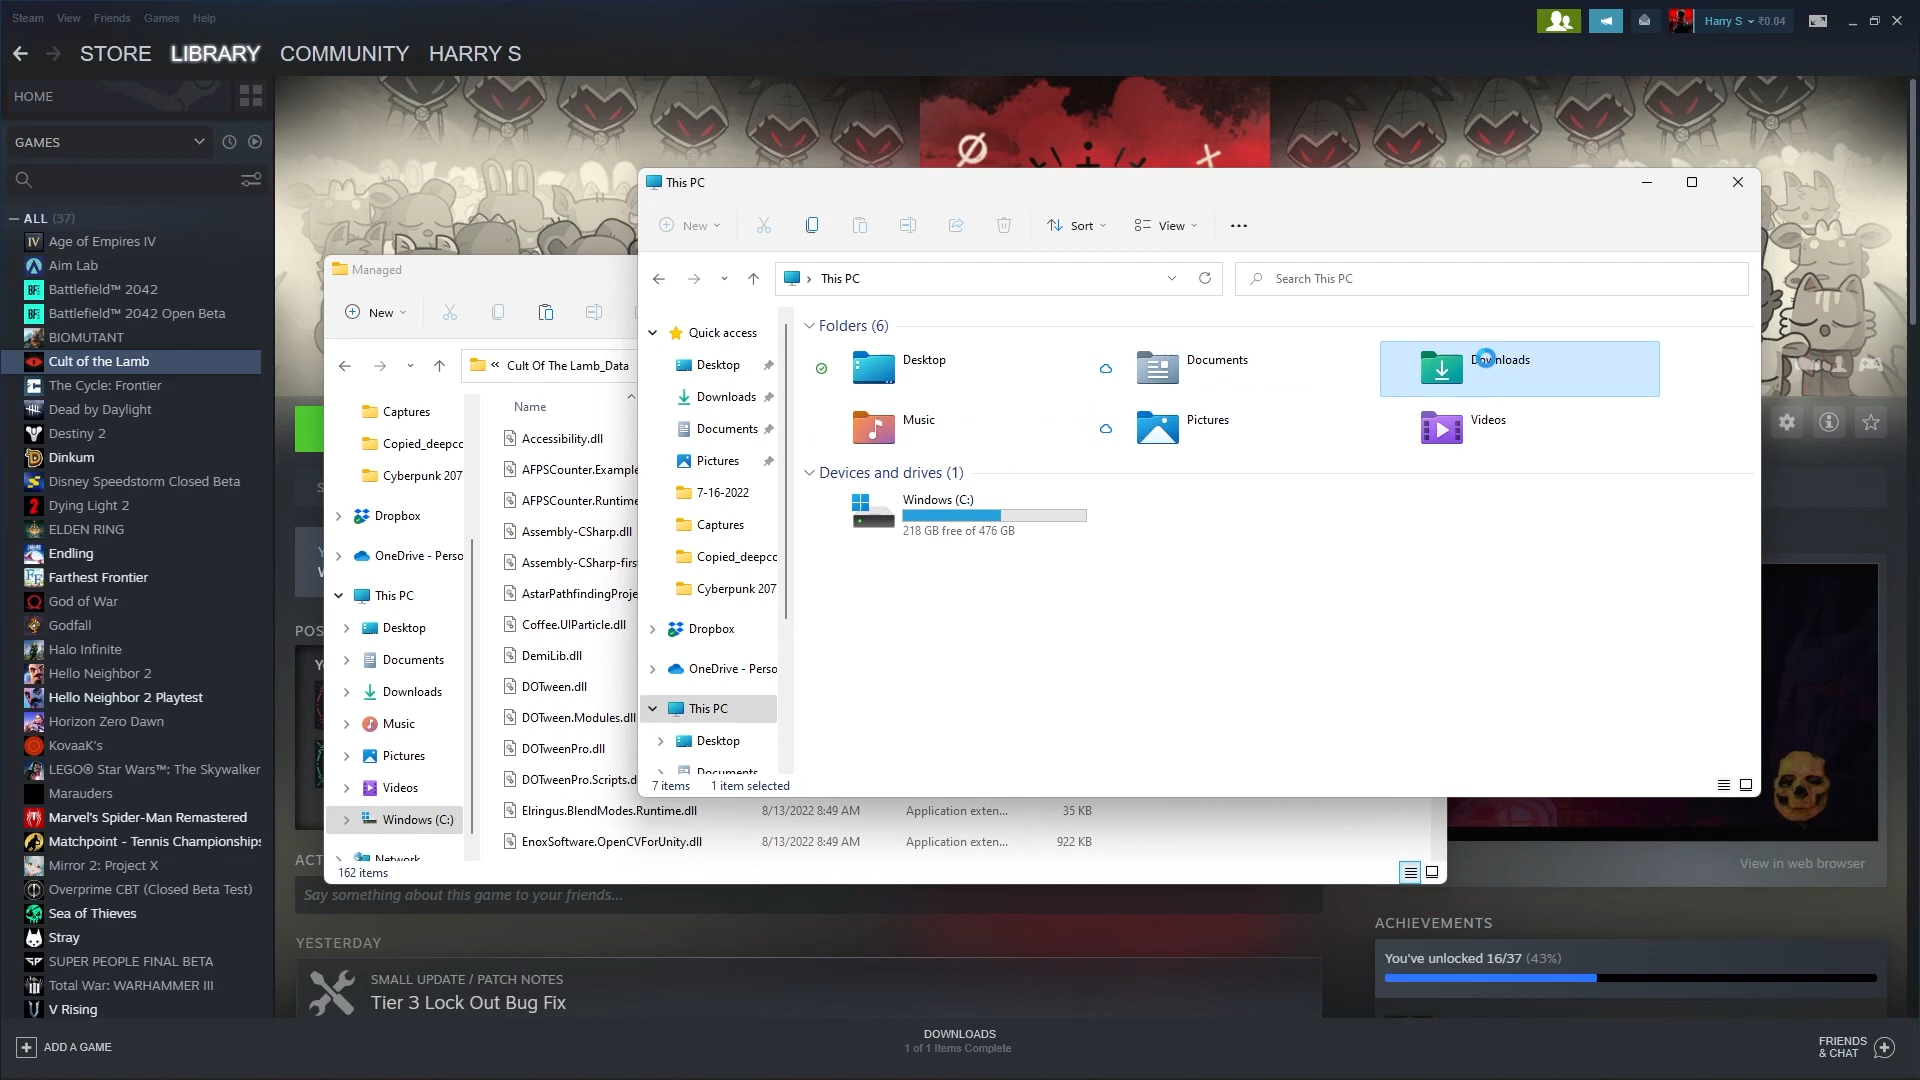 Steam View Friends Games Help
Harry S ₹0.04
STORE LIBRARY COMMUNITY HARRY S
HOME
GAMES
ALL (37)
Age of Empires IV
Aim Lab
Battlefield™ 2042
Battlefield™ 2042 Open Beta
BIOMUTANT
Cult of the Lamb
The Cycle: Frontier
Dead by Daylight
Destiny 2
Dinkum
Disney Speedstorm Closed Beta
Dying Light 2
ELDEN RING
Endling
Farthest Frontier
God of War
Godfall
Halo Infinite
Hello Neighbor 2
Hello Neighbor 2 Playtest
Horizon Zero Dawn
KovaaK's
LEGO® Star Wars™: The Skywalker
Marauders
Marvel's Spider-Man Remastered
Matchpoint - Tennis Championships
Mirror 2: Project X
Overprime CBT (Closed Beta Test)
Sea of Thieves
Stray
SUPER PEOPLE FINAL BETA
Total War: WARHAMMER III
V Rising
ADD A GAME
Managed
New
« Cult Of The Lamb_Data
Captures
Copied_deepcc
Cyberpunk 207
Dropbox
OneDrive - Perso
This PC
Desktop
Documents
Downloads
Music
Pictures
Videos
Windows (C:)
Network
162 items
Name
Accessibility.dll
AFPSCounter.Example
AFPSCounter.Runtime
Assembly-CSharp.dll
Assembly-CSharp-firs
AstarPathfindingProje
Coffee.UIParticle.dll
DemiLib.dll
DOTween.dll
DOTween.Modules.dll
DOTweenPro.dll
DOTweenPro.Scripts.d
Elringus.BlendModes.Runtime.dll 8/13/2022 8:49 AM Application exten... 35 KB
EnoxSoftware.OpenCVForUnity.dll 8/13/2022 8:49 AM Application exten... 922 KB
This PC
New Sort View
This PC
Search This PC
Quick access
Desktop
Downloads
Documents
Pictures
7-16-2022
Captures
Copied_deepcc
Cyberpunk 207
Dropbox
OneDrive - Perso
This PC
Desktop
Documents
Folders (6)
Desktop Documents Downloads
Music Pictures Videos
Devices and drives (1)
Windows (C:)
218 GB free of 476 GB
7 items 1 item selected
POS
ACT
Say something about this game to your friends...
YESTERDAY
SMALL UPDATE / PATCH NOTES
Tier 3 Lock Out Bug Fix
View in web browser
ACHIEVEMENTS
You've unlocked 16/37 (43%)
DOWNLOADS
1 of 1 Items Complete
FRIENDS
& CHAT